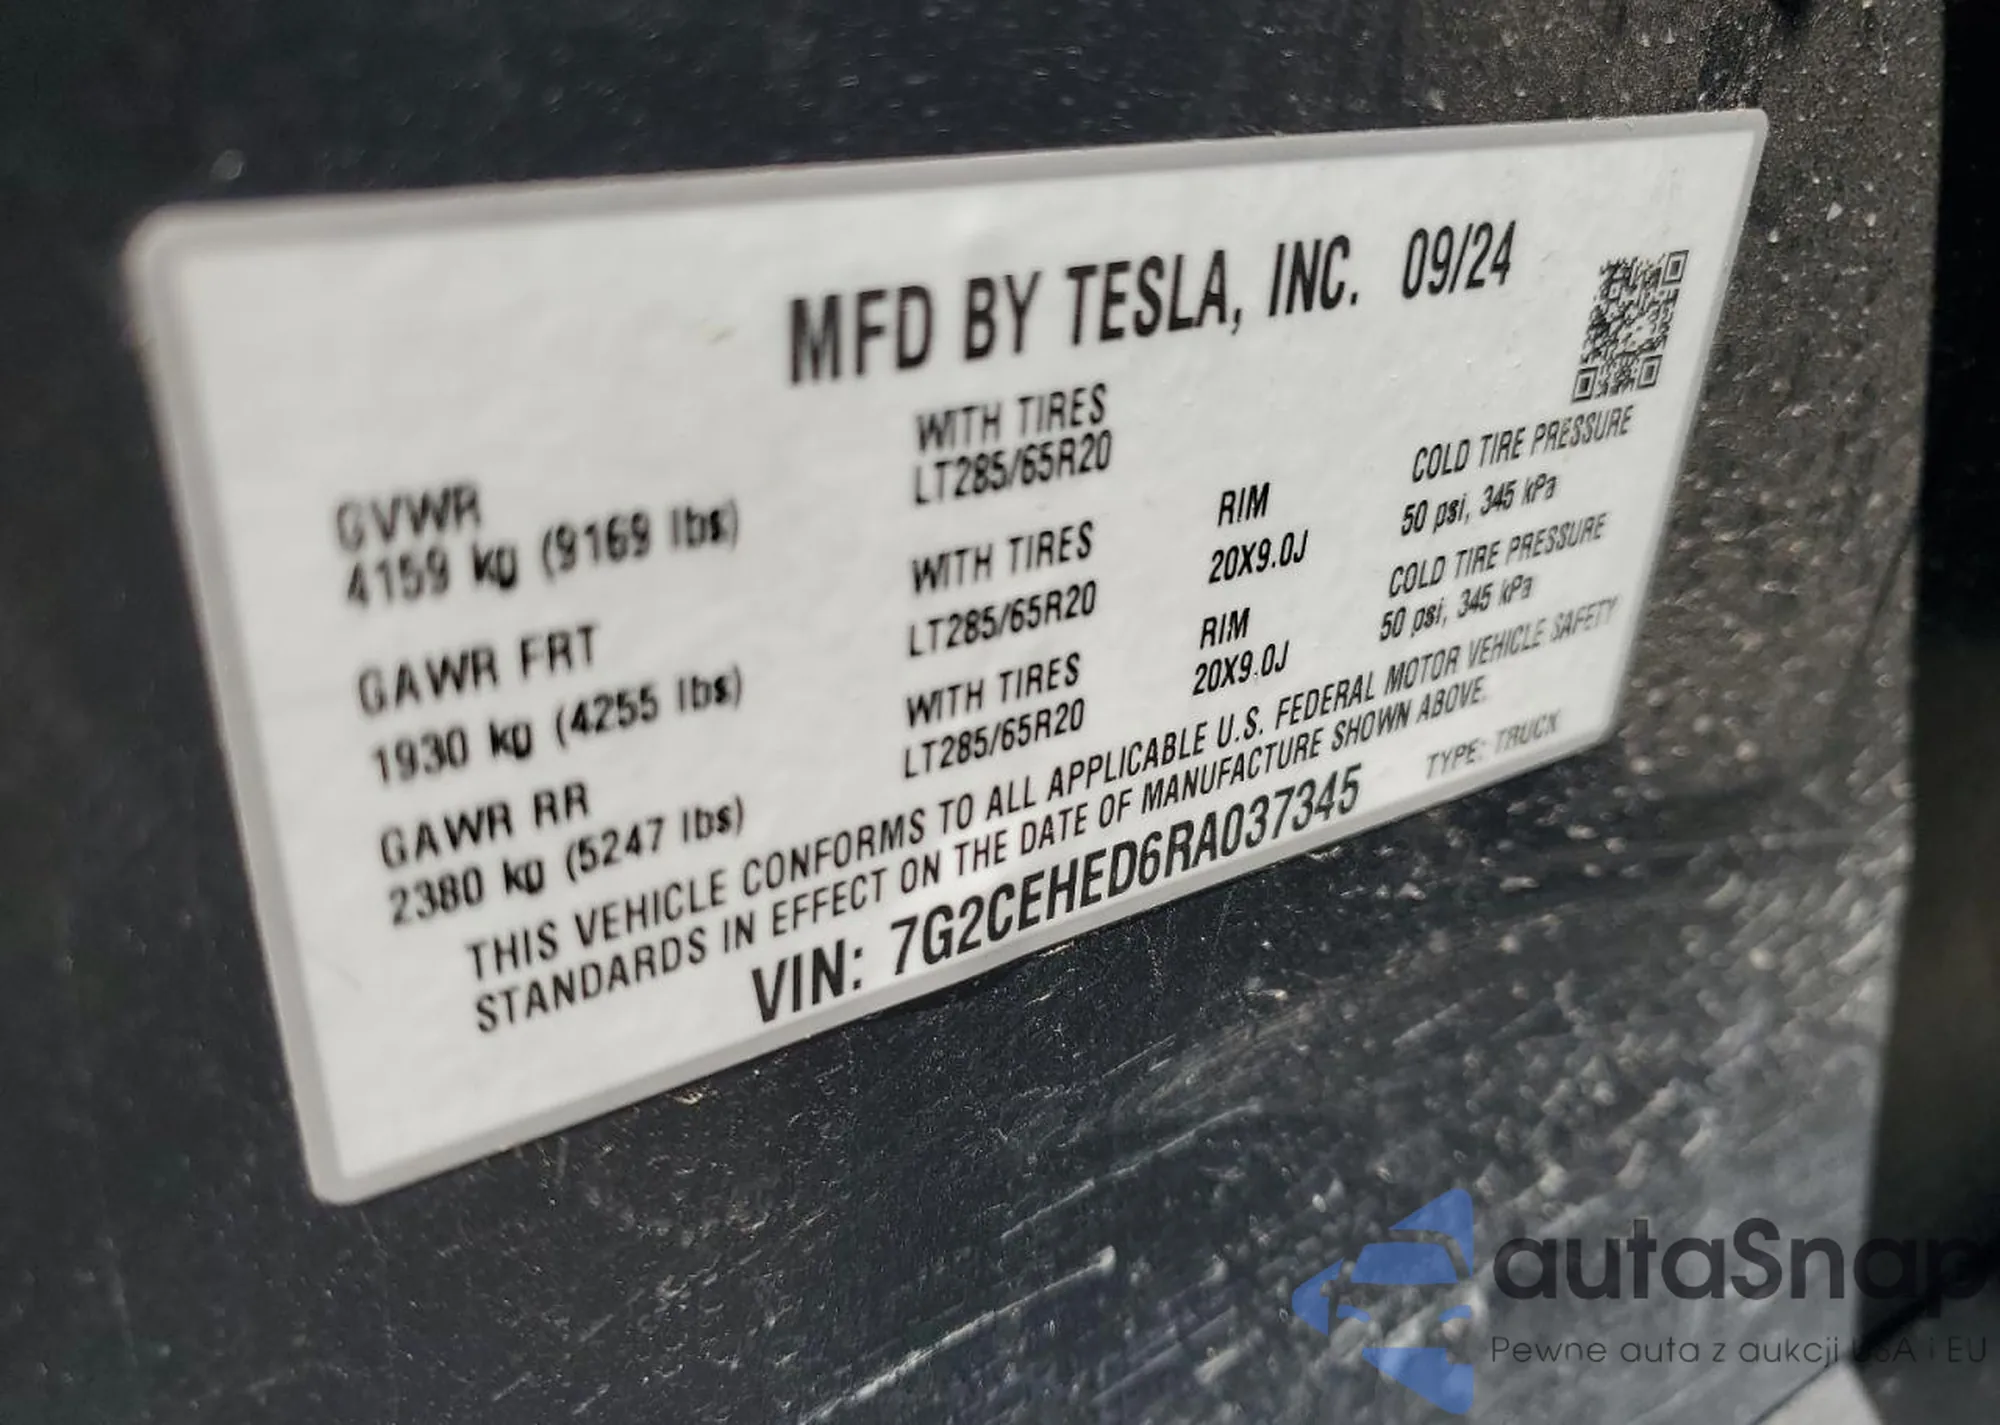 MFD BY TESLA, INC. 09/24
GVWR
4159 kg (9169 lbs)
WITH TIRES
LT285/65R20
GAWR FRT
1930 kg (4255 lbs)
WITH TIRES
LT285/65R20
RIM
20X9.0J
COLD TIRE PRESSURE
50 psi, 345 kPa
GAWR RR
2380 kg (5247 lbs)
WITH TIRES
LT285/65R20
RIM
20X9.0J
COLD TIRE PRESSURE
50 psi, 345 kPa
THIS VEHICLE CONFORMS TO ALL APPLICABLE U.S. FEDERAL MOTOR VEHICLE SAFETY
STANDARDS IN EFFECT ON THE DATE OF MANUFACTURE SHOWN ABOVE.
VIN: 7G2CEHED6RA037345
TYPE: TRUCK
autaSnap
Pewne auta z aukcji USA i EU